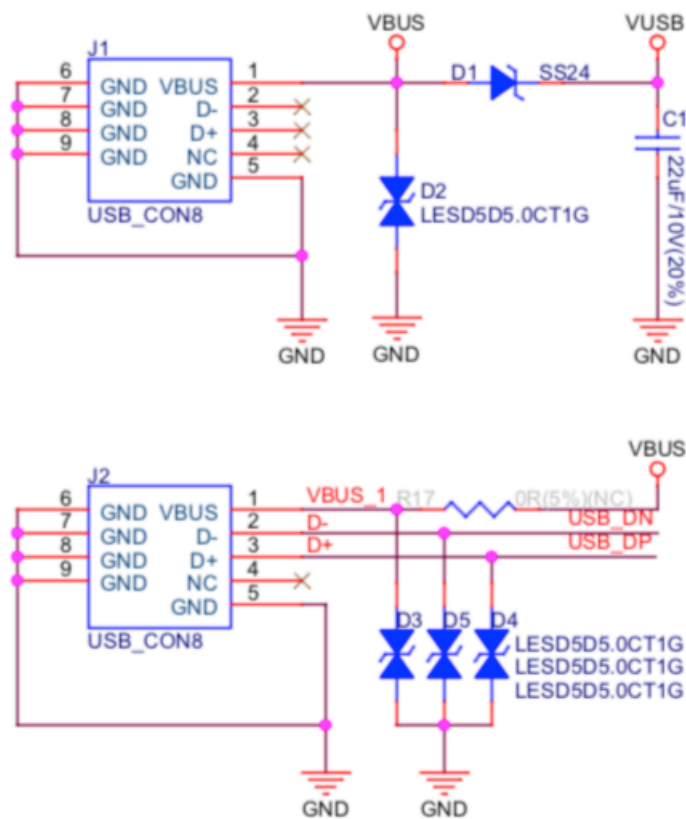 VBUS
VUSB
J1
D1
SS24
6
GND
VBUS
1
7
GND
D-
2
8
GND
D+
3
9
GND
NC
4
GND
5
C1
22uF/10V(20%)
D2
LESD5D5.0CT1G
USB_CON8
GND
GND
GND
VBUS
J2
VBUS_1
R17
0R(5%)(NC)
6
GND
VBUS
1
7
GND
D-
2
D-
USB_DN
8
GND
D+
3
D+
USB_DP
9
GND
NC
4
GND
5
USB_CON8
D3
D5
D4
LESD5D5.0CT1G
LESD5D5.0CT1G
LESD5D5.0CT1G
GND
GND